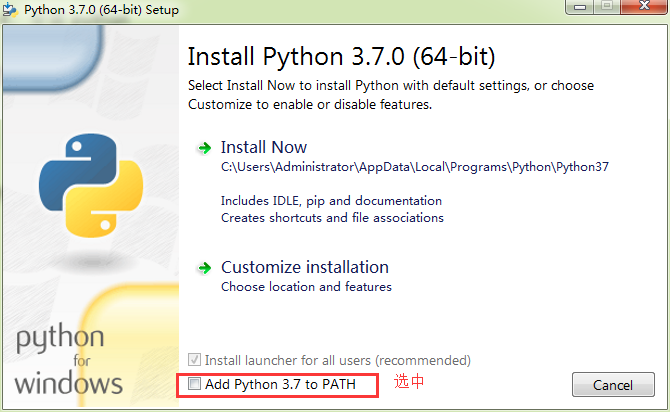 Python 3.7.0 (64-bit) Setup
Install Python 3.7.0 (64-bit)
Select Install Now to install Python with default settings, or choose
Customize to enable or disable features.
Install Now
C:\Users\Administrator\AppData\Local\Programs\Python\Python37
Includes IDLE, pip and documentation
Creates shortcuts and file associations
Customize installation
Choose location and features
python
for
windows
Install launcher for all users (recommended)
Add Python 3.7 to PATH 选中
Cancel